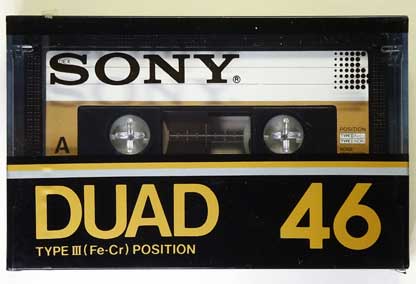 SONY®
A
POSITION
DUAD 46
TYPE III (Fe-Cr) POSITION